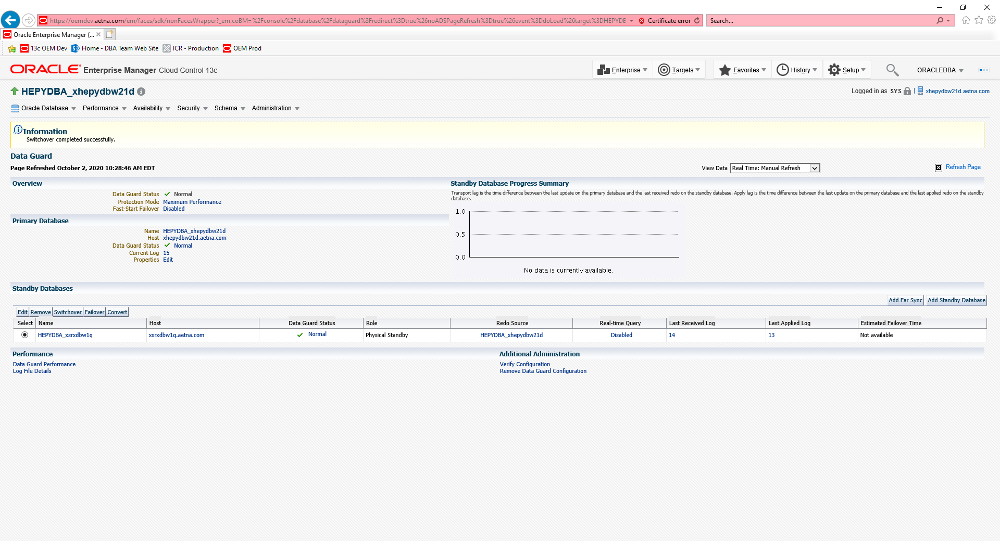 https://oemdev.aetna.com/em/faces/sdk/nonFacesWrapper?_em.coBM=%2Fconsole%2Fdatabase%2Fdataguard%3Fredirect%3Dtrue%26noADSPageRefresh%3Dtrue%26event%3DdoLoad%26target%3DHEPYDB Certificate error Search...
Oracle Enterprise Manager (...
13c OEM Dev Home - DBA Team Web Site ICR - Production OEM Prod
ORACLE Enterprise Manager Cloud Control 13c Enterprise Targets Favorites History Setup ORACLEDBA
HEPYDBA_xhepydbw21d Logged in as SYS | xhepydbw21d.aetna.com
Oracle Database Performance Availability Security Schema Administration
Information
Switchover completed successfully.
Data Guard
Page Refreshed October 2, 2020 10:28:46 AM EDT View Data Real Time: Manual Refresh Refresh Page
Overview
Data Guard Status Normal
Protection Mode Maximum Performance
Fast-Start Failover Disabled
Primary Database
Name HEPYDBA_xhepydbw21d
Host xhepydbw21d.aetna.com
Data Guard Status Normal
Current Log 15
Properties Edit
Standby Database Progress Summary
Transport lag is the time difference between the last update on the primary database and the last received redo on the standby database. Apply lag is the time difference between the last update on the primary database and the last applied redo on the standby
database.
1.0
0.5
0.0
No data is currently available.
Standby Databases
Add Far Sync Add Standby Database
Edit Remove Switchover Failover Convert
Select Name Host Data Guard Status Role Redo Source Real-time Query Last Received Log Last Applied Log Estimated Failover Time
HEPYDBA_xsrxdbw1q xsrxdbw1q.aetna.com Normal Physical Standby HEPYDBA_xhepydbw21d Disabled 14 13 Not available
Performance
Data Guard Performance
Log File Details
Additional Administration
Verify Configuration
Remove Data Guard Configuration